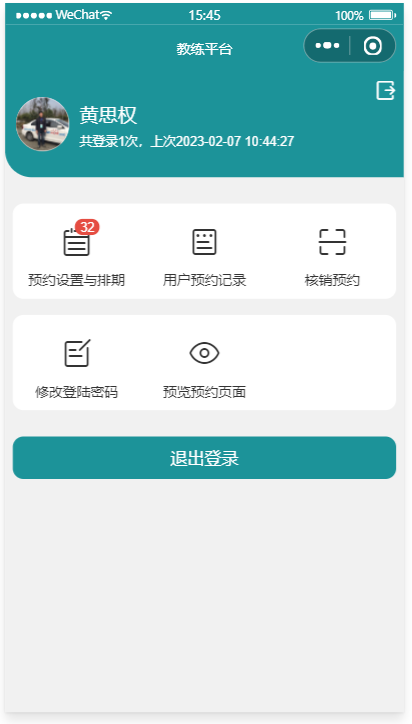 WeChat 15:45 100%
教练平台
黄思权
共登录1次，上次2023-02-07 10:44:27
32
预约设置与排期 用户预约记录 核销预约
修改登陆密码 预览预约页面
退出登录